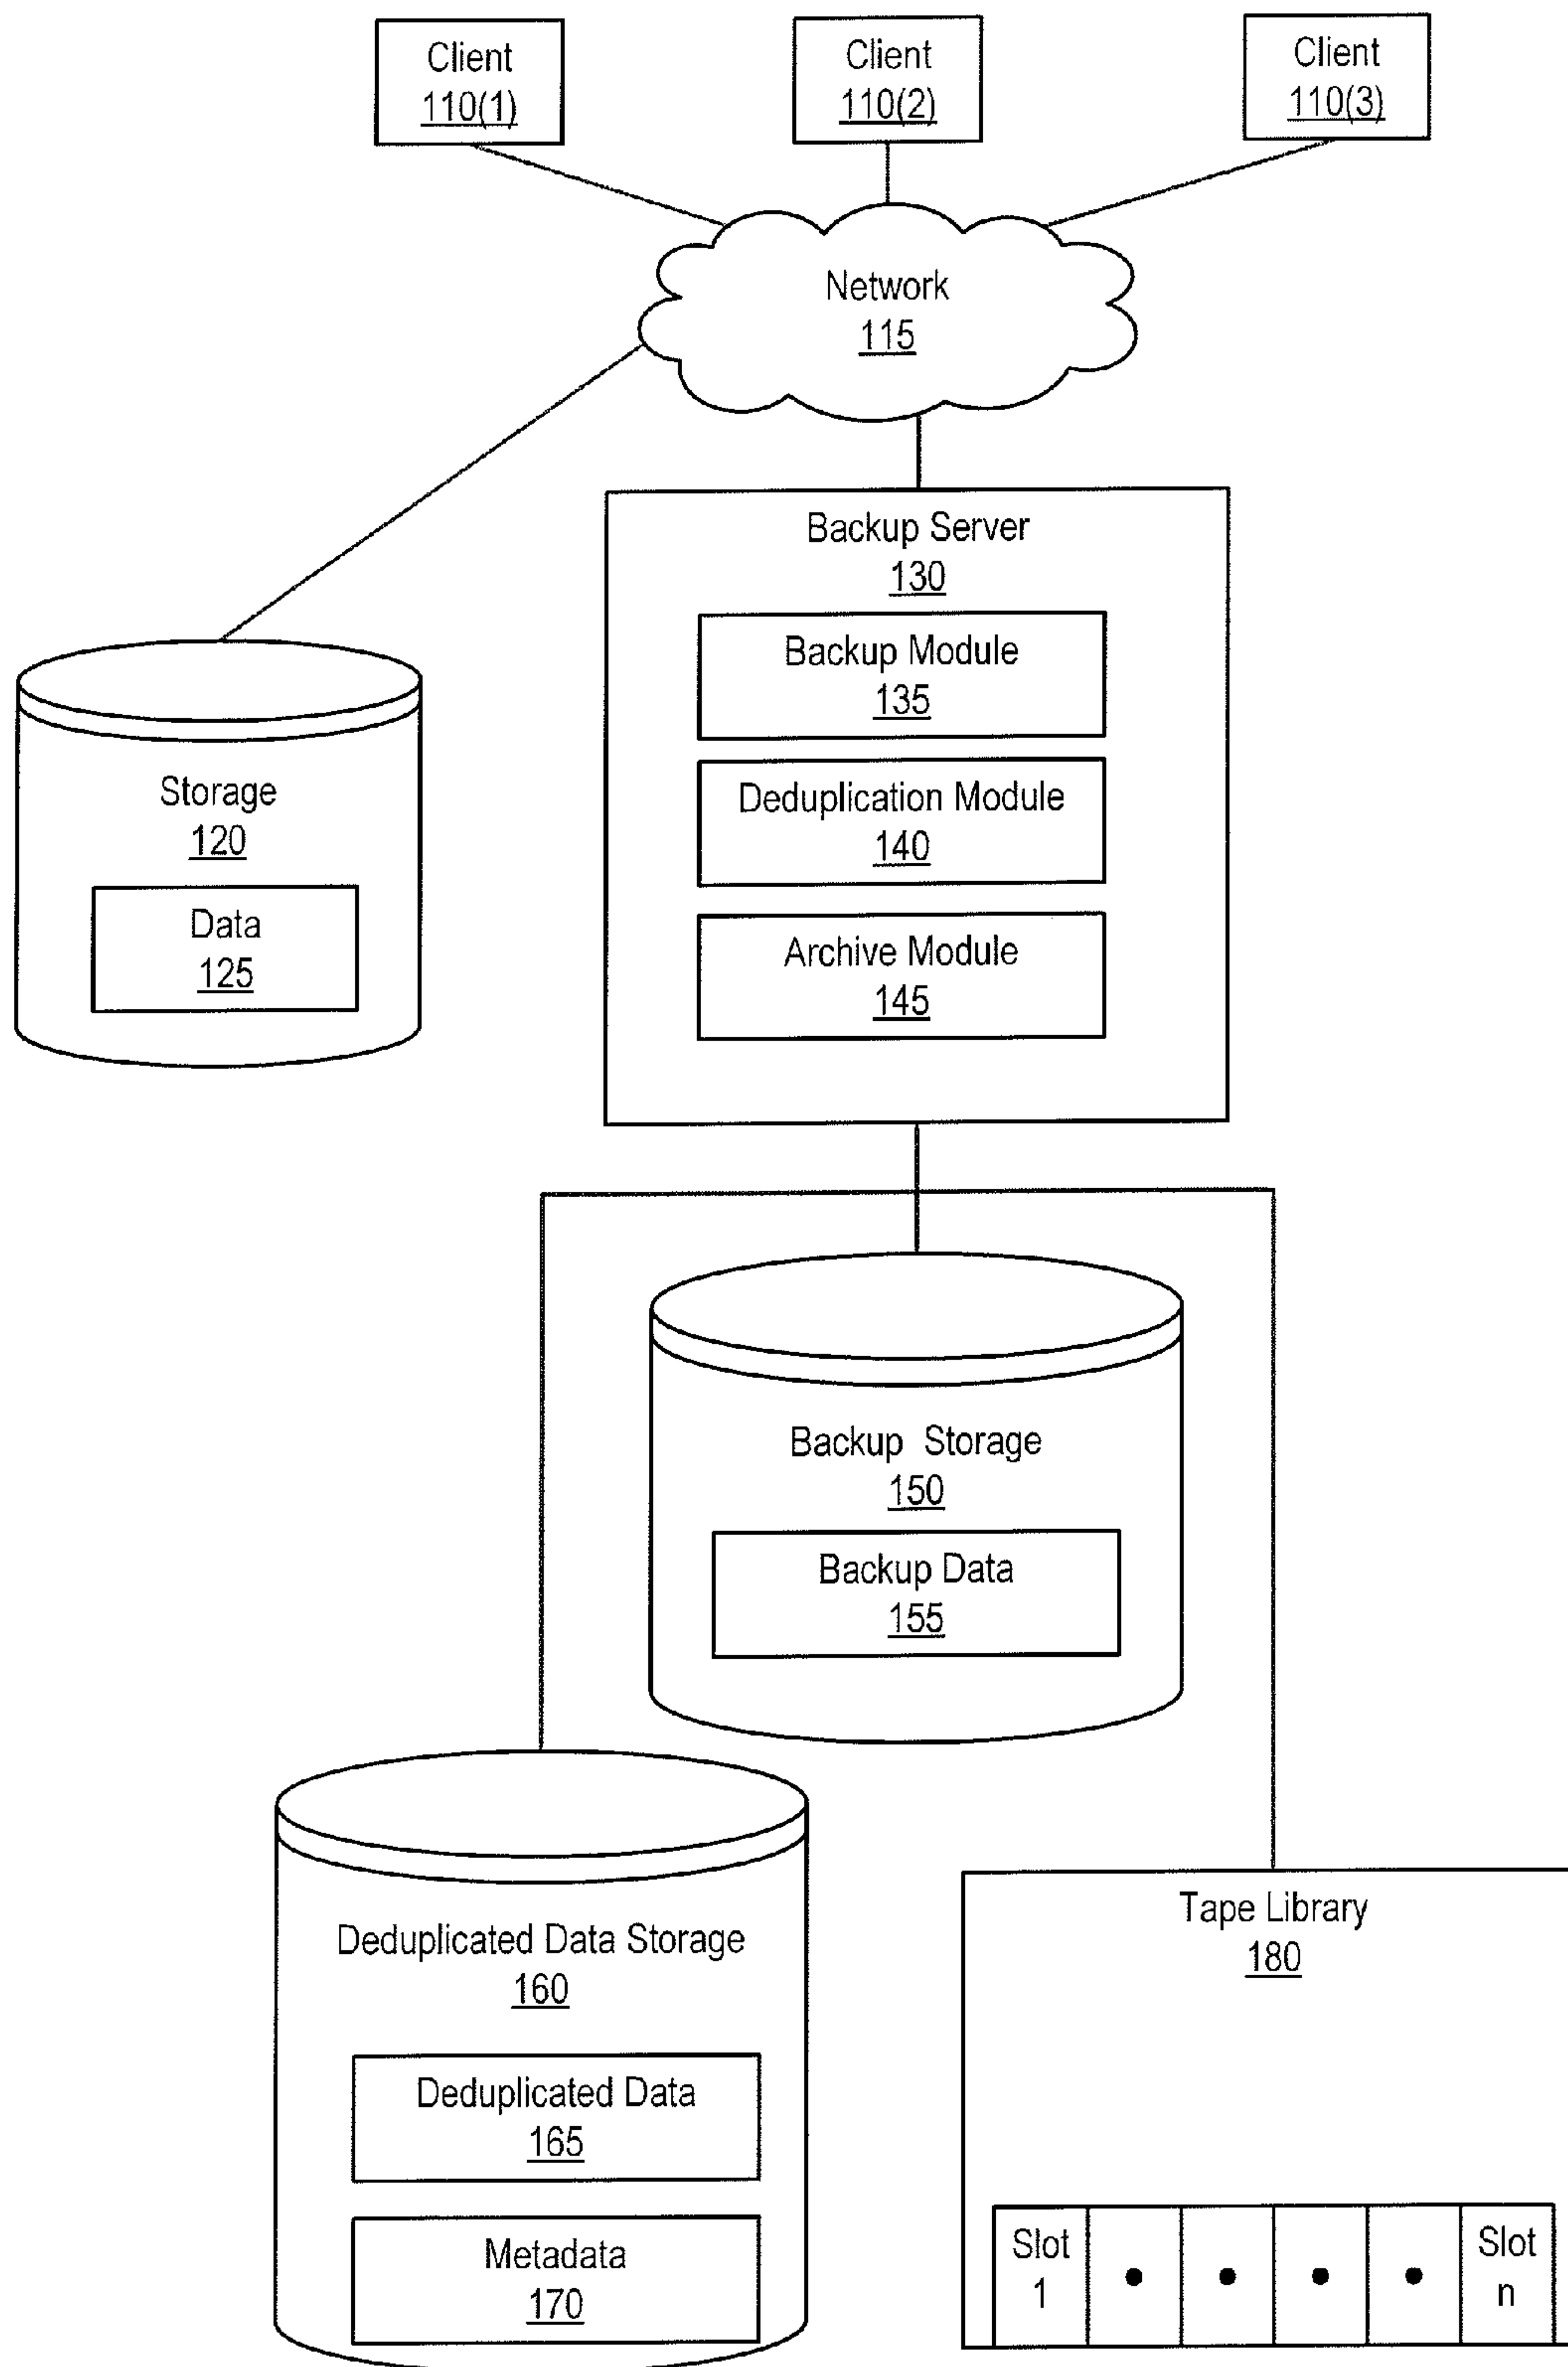 Client
110(1)
Client
110(2)
Client
110(3)
Network
115
Backup Server
130
Backup Module
135
Deduplication Module
140
Archive Module
145
Storage
120
Data
125
Backup Storage
150
Backup Data
155
Deduplicated Data Storage
160
Deduplicated Data
165
Metadata
170
Tape Library
180
Slot
1
Slot
n